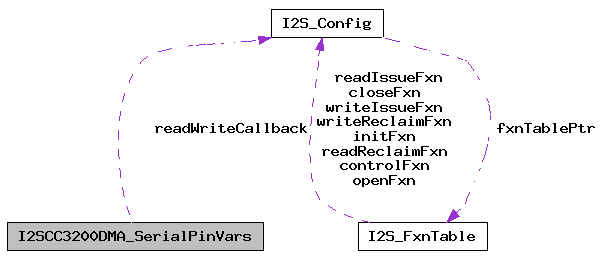 I2S_Config
readIssueFxn
closeFxn
writeIssueFxn
writeReclaimFxn
initFxn
readReclaimFxn
controlFxn
openFxn
readWriteCallback
fxnTablePtr
I2SCC3200DMA_SerialPinVars
I2S_FxnTable